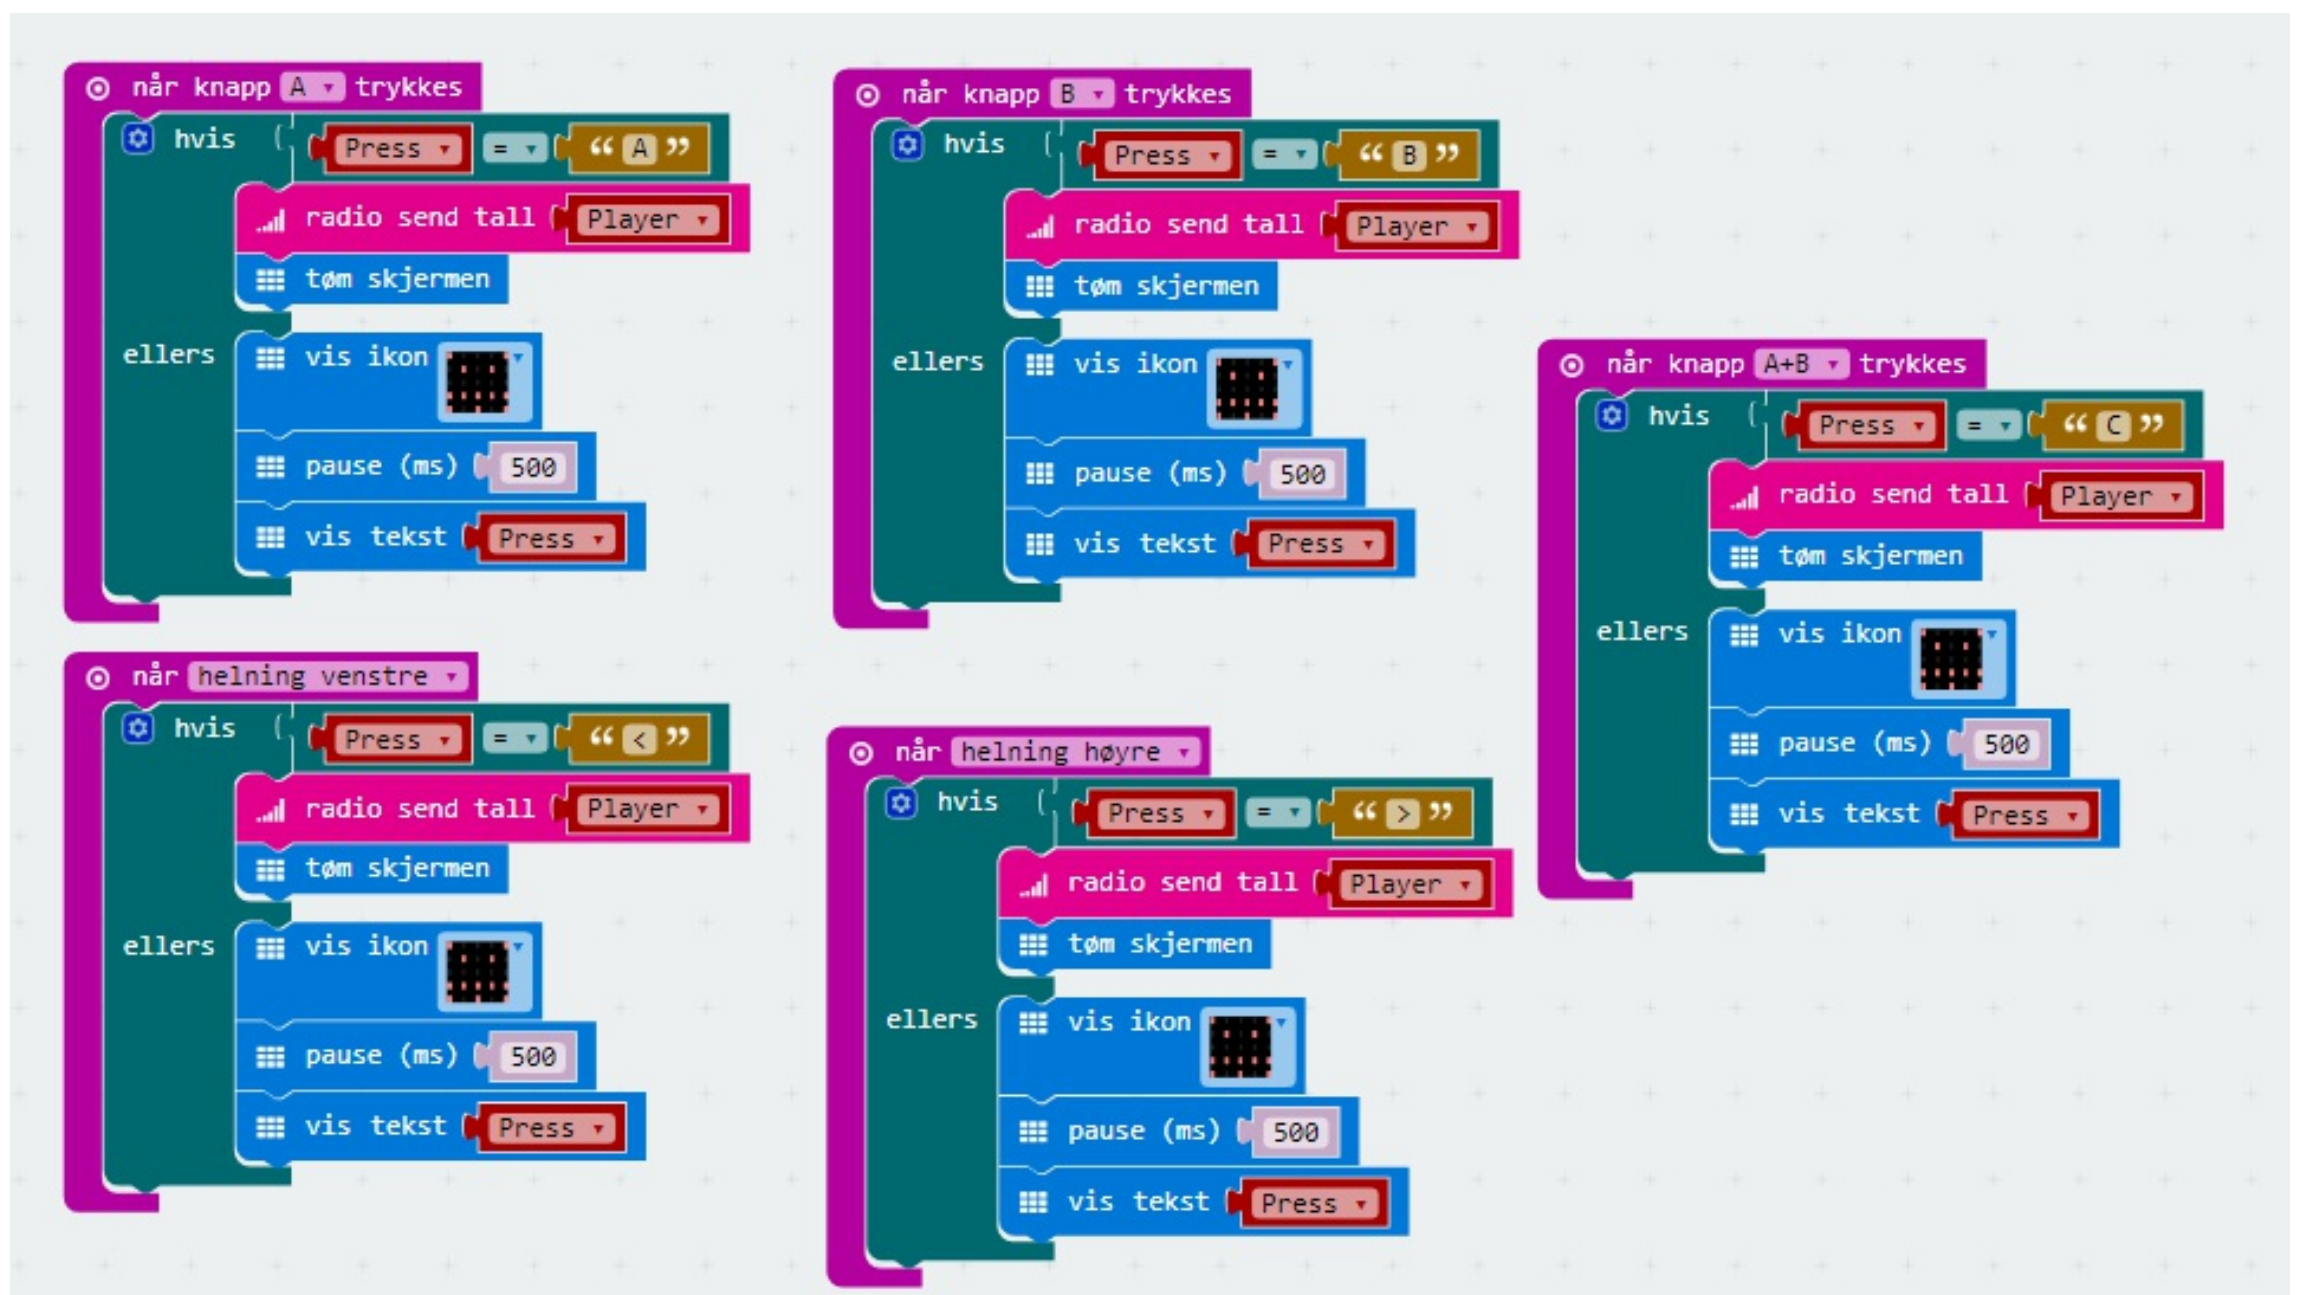 når knapp A trykkes
hvis Press = “ A ”
radio send tall Player
tøm skjermen
ellers vis ikon
pause (ms) 500
vis tekst Press
når knapp B trykkes
hvis Press = “ B ”
radio send tall Player
tøm skjermen
ellers vis ikon
pause (ms) 500
vis tekst Press
når knapp A+B trykkes
hvis Press = “ C ”
radio send tall Player
tøm skjermen
ellers vis ikon
pause (ms) 500
vis tekst Press
når helning venstre
hvis Press = “ < ”
radio send tall Player
tøm skjermen
ellers vis ikon
pause (ms) 500
vis tekst Press
når helning høyre
hvis Press = “ > ”
radio send tall Player
tøm skjermen
ellers vis ikon
pause (ms) 500
vis tekst Press